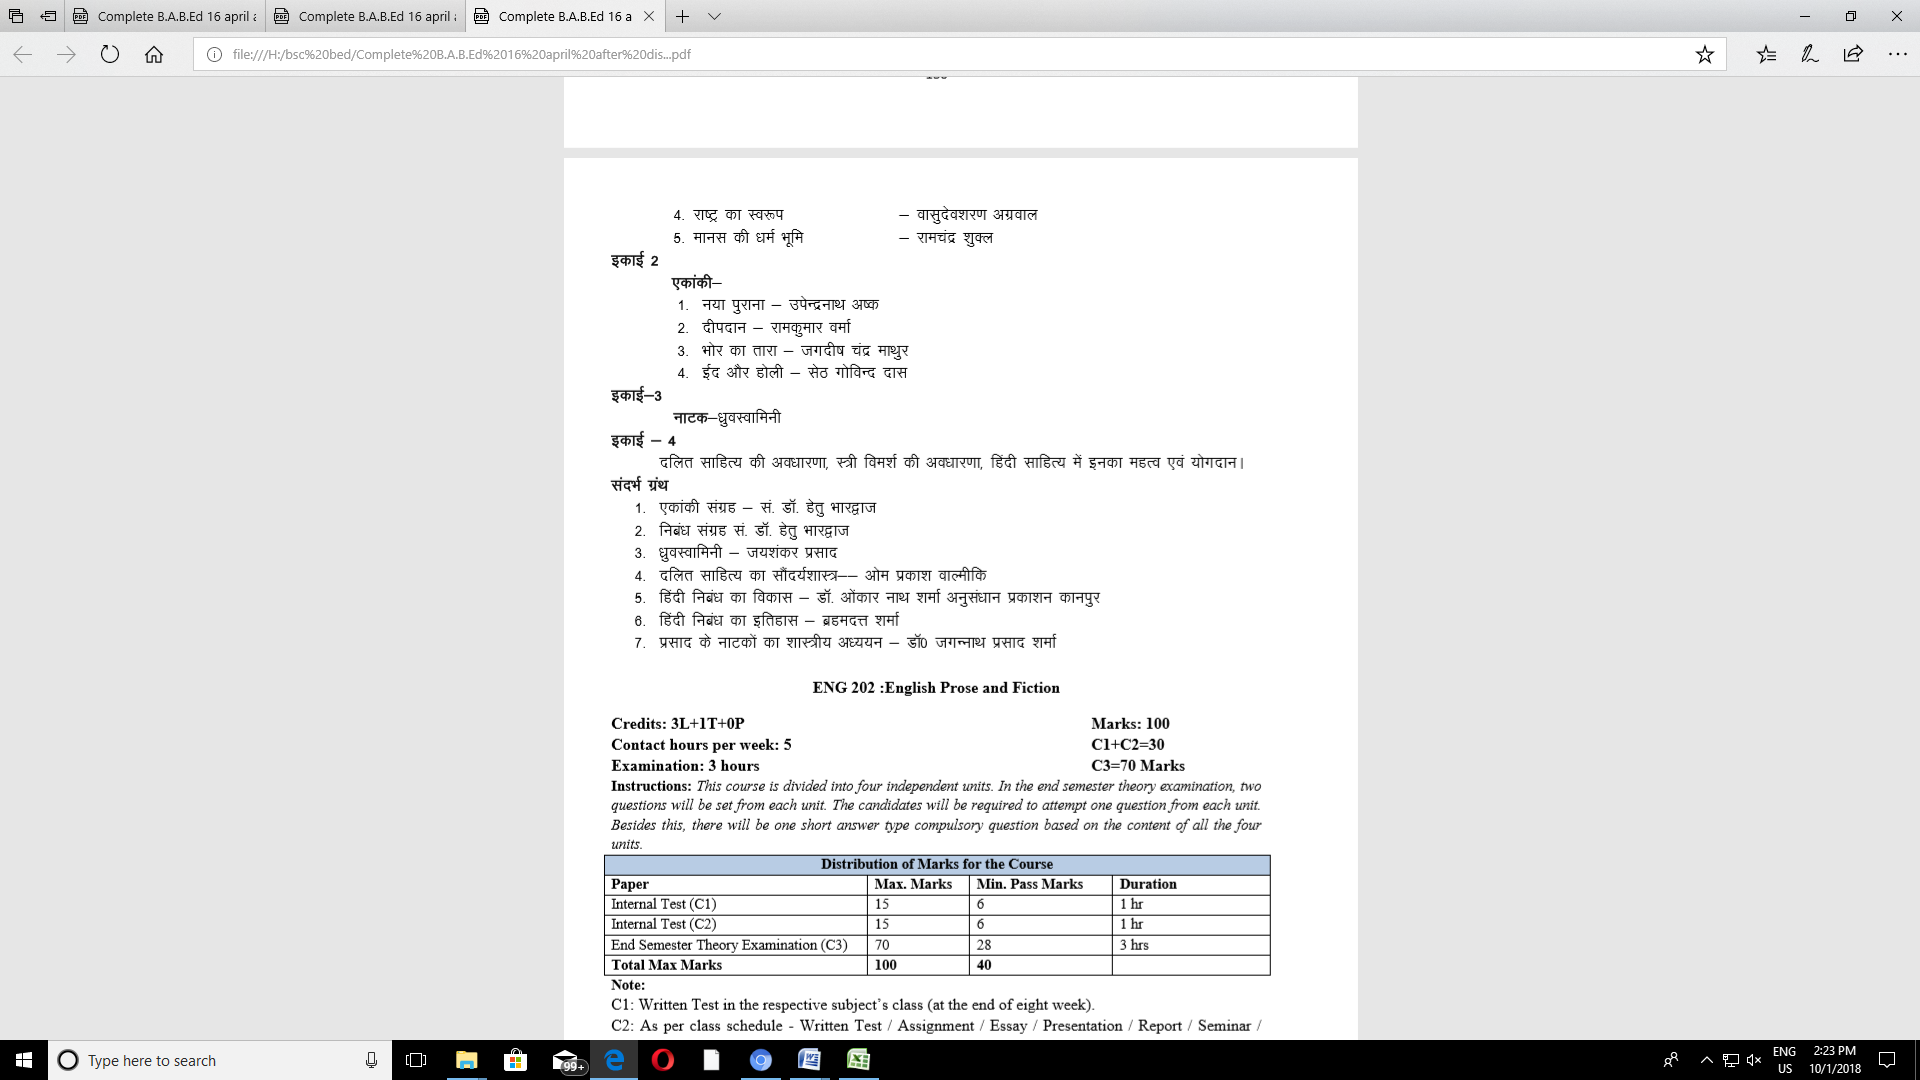 Complete B.A.B.Ed 16 april a
Complete B.A.B.Ed 16 april a
Complete B.A.B.Ed 16 a
file:///H:/bsc%20bed/Complete%20B.A.B.Ed%2016%20april%20after%20dis...pdf
4. राष्ट्र का स्वरूप – वासुदेवशरण अग्रवाल
5. मानस की धर्म भूमि – रामचंद्र शुक्ल
इकाई 2
एकांकी–
1. नया पुराना – उपेन्द्रनाथ अष्क
2. दीपदान – रामकुमार वर्मा
3. भोर का तारा – जगदीष चंद्र माथुर
4. ईद और होली – सेठ गोविन्द दास
इकाई–3
नाटक–ध्रुवस्वामिनी
इकाई – 4
दलित साहित्य की अवधारणा, स्त्री विमर्श की अवधारणा, हिंदी साहित्य में इनका महत्व एवं योगदान।
संदर्भ ग्रंथ
1. एकांकी संग्रह – सं. डॉ. हेतु भारद्वाज
2. निबंध संग्रह सं. डॉ. हेतु भारद्वाज
3. ध्रुवस्वामिनी – जयशंकर प्रसाद
4. दलित साहित्य का सौंदर्यशास्त्र–– ओम प्रकाश वाल्मीकि
5. हिंदी निबंध का विकास – डॉ. ओंकार नाथ शर्मा अनुसंधान प्रकाशन कानपुर
6. हिंदी निबंध का इतिहास – ब्रहमदत्त शर्मा
7. प्रसाद के नाटकों का शास्त्रीय अध्ययन – डॉ0 जगन्नाथ प्रसाद शर्मा
ENG 202 :English Prose and Fiction
Credits: 3L+1T+0P Marks: 100
Contact hours per week: 5 C1+C2=30
Examination: 3 hours C3=70 Marks
Instructions: This course is divided into four independent units. In the end semester theory examination, two
questions will be set from each unit. The candidates will be required to attempt one question from each unit.
Besides this, there will be one short answer type compulsory question based on the content of all the four
units.
Distribution of Marks for the Course
Paper Max. Marks Min. Pass Marks Duration
Internal Test (C1) 15 6 1 hr
Internal Test (C2) 15 6 1 hr
End Semester Theory Examination (C3) 70 28 3 hrs
Total Max Marks 100 40
Note:
C1: Written Test in the respective subject's class (at the end of eight week).
C2: As per class schedule - Written Test / Assignment / Essay / Presentation / Report / Seminar /
Type here to search
99+
ENG 2:23 PM
US 10/1/2018